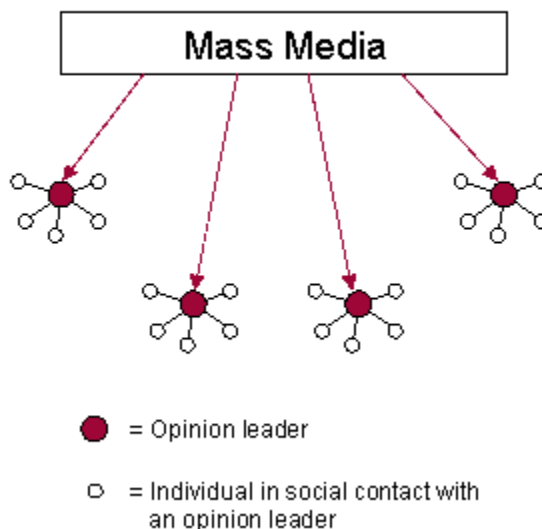 Mass Media
= Opinion leader
= Individual in social contact with
an opinion leader